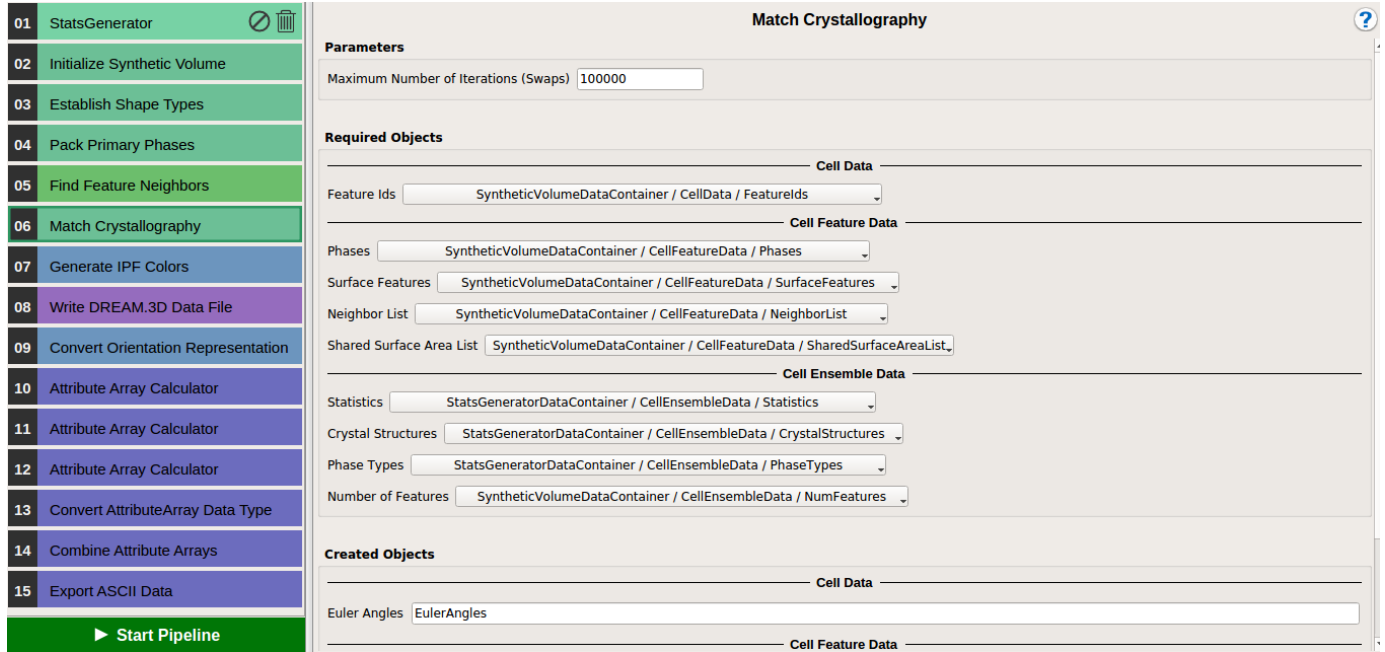 01 StatsGenerator
02 Initialize Synthetic Volume
03 Establish Shape Types
04 Pack Primary Phases
05 Find Feature Neighbors
06 Match Crystallography
07 Generate IPF Colors
08 Write DREAM.3D Data File
09 Convert Orientation Representation
10 Attribute Array Calculator
11 Attribute Array Calculator
12 Attribute Array Calculator
13 Convert AttributeArray Data Type
14 Combine Attribute Arrays
15 Export ASCII Data
Start Pipeline
Match Crystallography
?
Parameters
Maximum Number of Iterations (Swaps) 100000
Required Objects
Cell Data
Feature Ids SyntheticVolumeDataContainer / CellData / FeatureIds
Cell Feature Data
Phases SyntheticVolumeDataContainer / CellFeatureData / Phases
Surface Features SyntheticVolumeDataContainer / CellFeatureData / SurfaceFeatures
Neighbor List SyntheticVolumeDataContainer / CellFeatureData / NeighborList
Shared Surface Area List SyntheticVolumeDataContainer / CellFeatureData / SharedSurfaceAreaList
Cell Ensemble Data
Statistics StatsGeneratorDataContainer / CellEnsembleData / Statistics
Crystal Structures StatsGeneratorDataContainer / CellEnsembleData / CrystalStructures
Phase Types StatsGeneratorDataContainer / CellEnsembleData / PhaseTypes
Number of Features SyntheticVolumeDataContainer / CellEnsembleData / NumFeatures
Created Objects
Cell Data
Euler Angles EulerAngles
Cell Feature Data